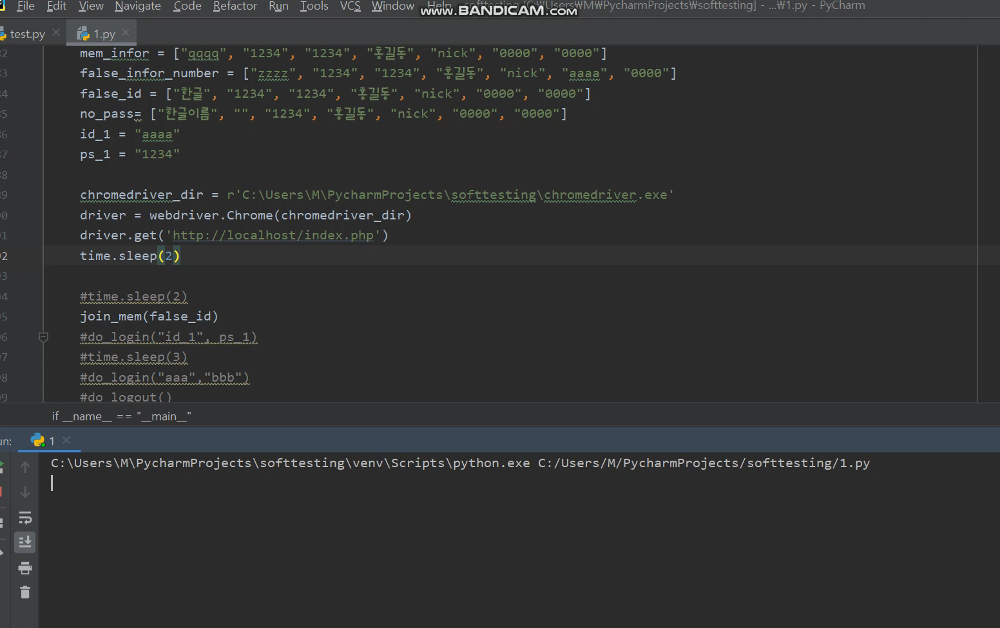 File Edit View Navigate Code Refactor Run Tools VCS Window Help softtesting [C:₩Users₩M₩PycharmProjects₩softtesting] - ...₩1.py - PyCharm
www.BANDICAM.com
test.py 1.py
mem_infor = ["qqqq", "1234", "1234", "홍길동", "nick", "0000", "0000"]
false_infor_number = ["zzzz", "1234", "1234", "홍길동", "nick", "aaaa", "0000"]
false_id = ["한글", "1234", "1234", "홍길동", "nick", "0000", "0000"]
no_pass= ["한글이름", "", "1234", "홍길동", "nick", "0000", "0000"]
id_1 = "aaaa"
ps_1 = "1234"
chromedriver_dir = r'C:\Users\M\PycharmProjects\softtesting\chromedriver.exe'
driver = webdriver.Chrome(chromedriver_dir)
driver.get('http://localhost/index.php')
time.sleep(2)
#time.sleep(2)
join_mem(false_id)
#do_login("id_1", ps_1)
#time.sleep(3)
#do_login("aaa","bbb")
#do_logout()
if __name__ == "__main__"
un: 1
C:\Users\M\PycharmProjects\softtesting\venv\Scripts\python.exe C:/Users/M/PycharmProjects/softtesting/1.py